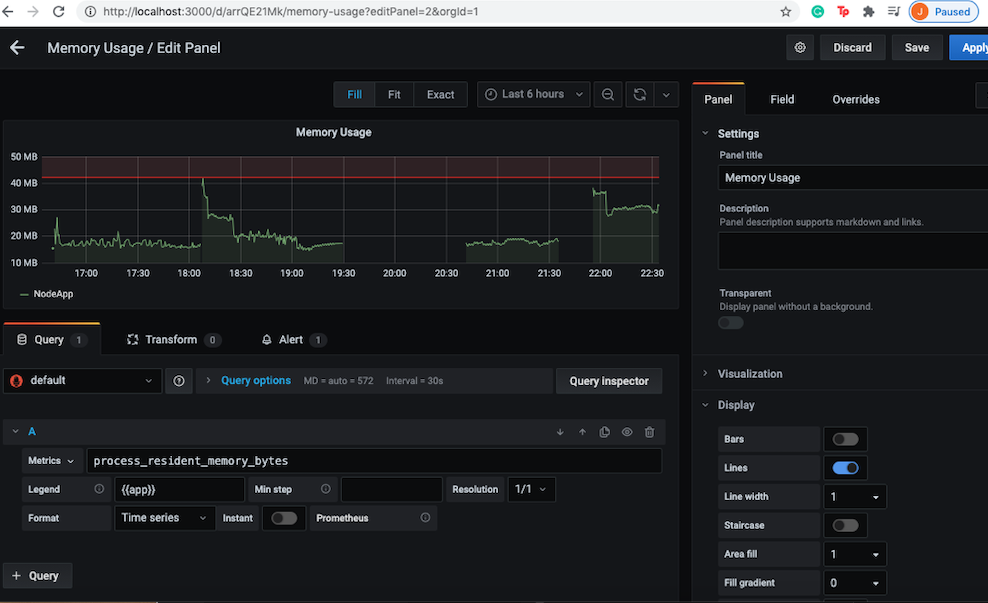 http://localhost:3000/d/arrQE21Mk/memory-usage?editPanel=2&orgId=1
Tp
J Paused
Memory Usage / Edit Panel
Discard Save Apply
Fill Fit Exact Last 6 hours
Panel Field Overrides
Memory Usage
50 MB
40 MB
30 MB
20 MB
10 MB
17:00 17:30 18:00 18:30 19:00 19:30 20:00 20:30 21:00 21:30 22:00 22:30
NodeApp
Query 1 Transform 0 Alert 1
default Query options MD = auto = 572 Interval = 30s Query inspector
A
Metrics process_resident_memory_bytes
Legend {{app}} Min step Resolution 1/1
Format Time series Instant Prometheus
+ Query
Settings
Panel title
Memory Usage
Description
Panel description supports markdown and links.
Transparent
Display panel without a background.
Visualization
Display
Bars
Lines
Line width 1
Staircase
Area fill 1
Fill gradient 0